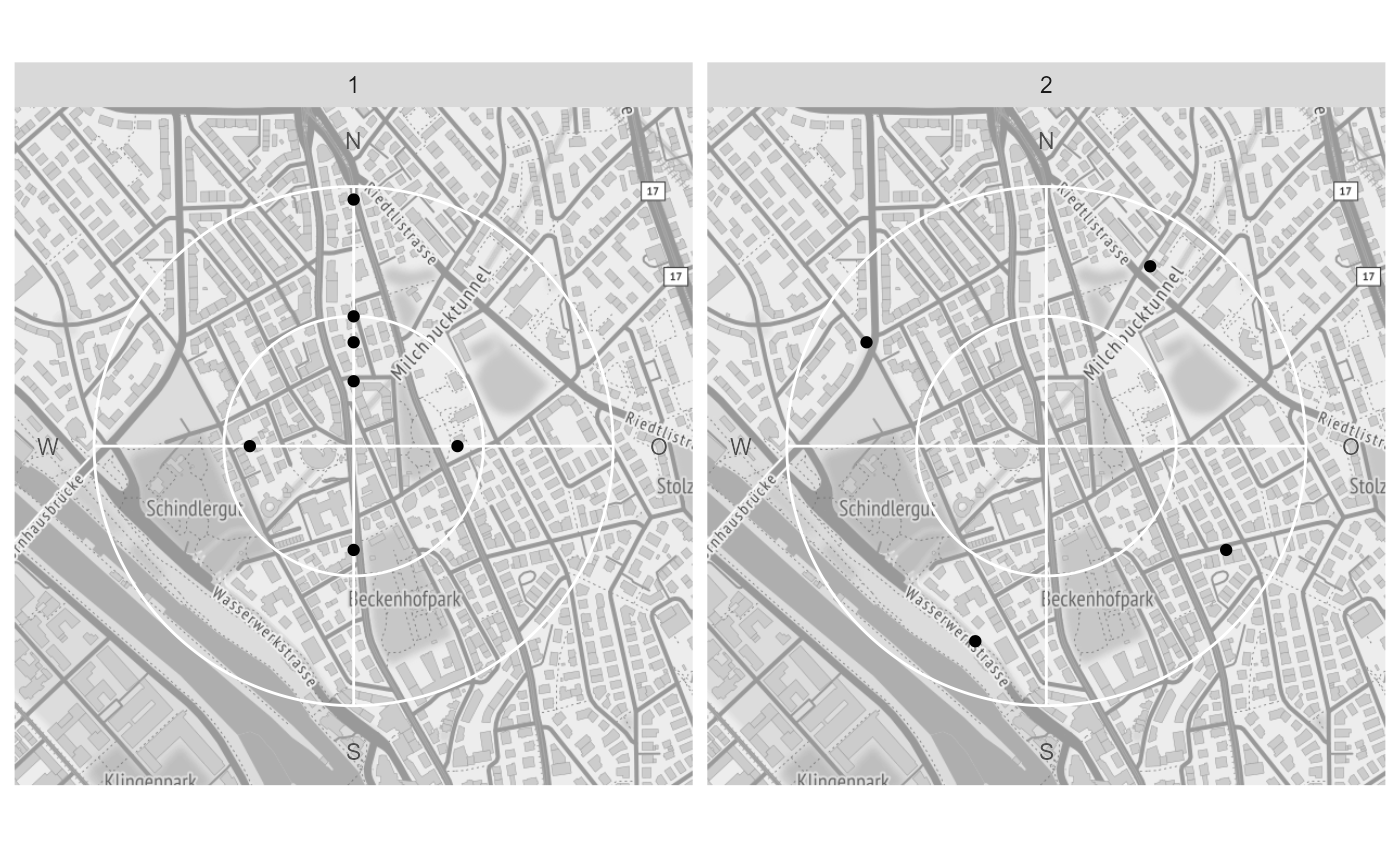 1
N
Riedtlistrasse
17
17
Milchbucktunnel
Riedtlistr
W
O
Stolz
Schindlergut
rnhausbrücke
Wasserwerkstrasse
Beckenhofpark
S
Klingenpark
2
N
Riedtlistrasse
17
17
Milchbucktunnel
Riedtlistr
W
O
Stolz
Schindlergut
rnhausbrücke
Wasserwerkstrasse
Beckenhofpark
S
Klingenpark